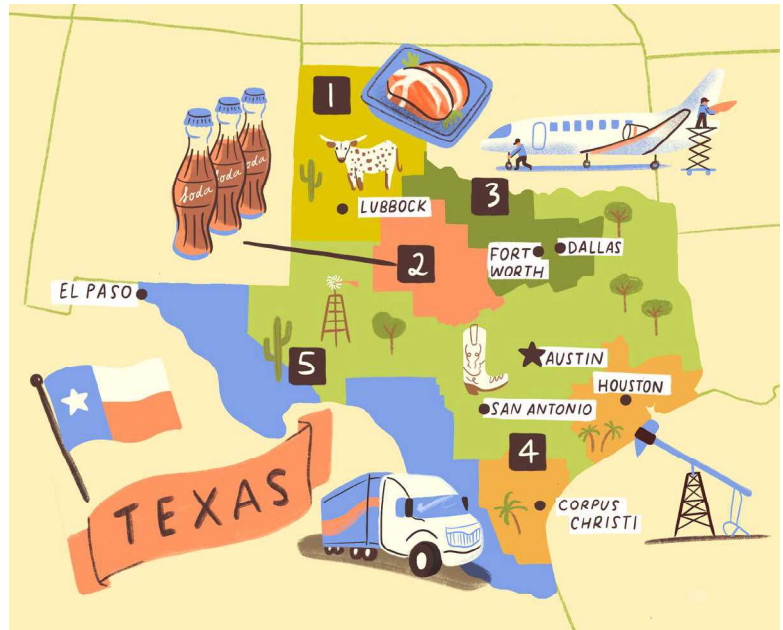 1
Soda
Soda
Soda
3
LUBBOCK
2
FORT
WORTH
DALLAS
EL PASO
5
AUSTIN
HOUSTON
SAN ANTONIO
4
TEXAS
CORPUS
CHRISTI